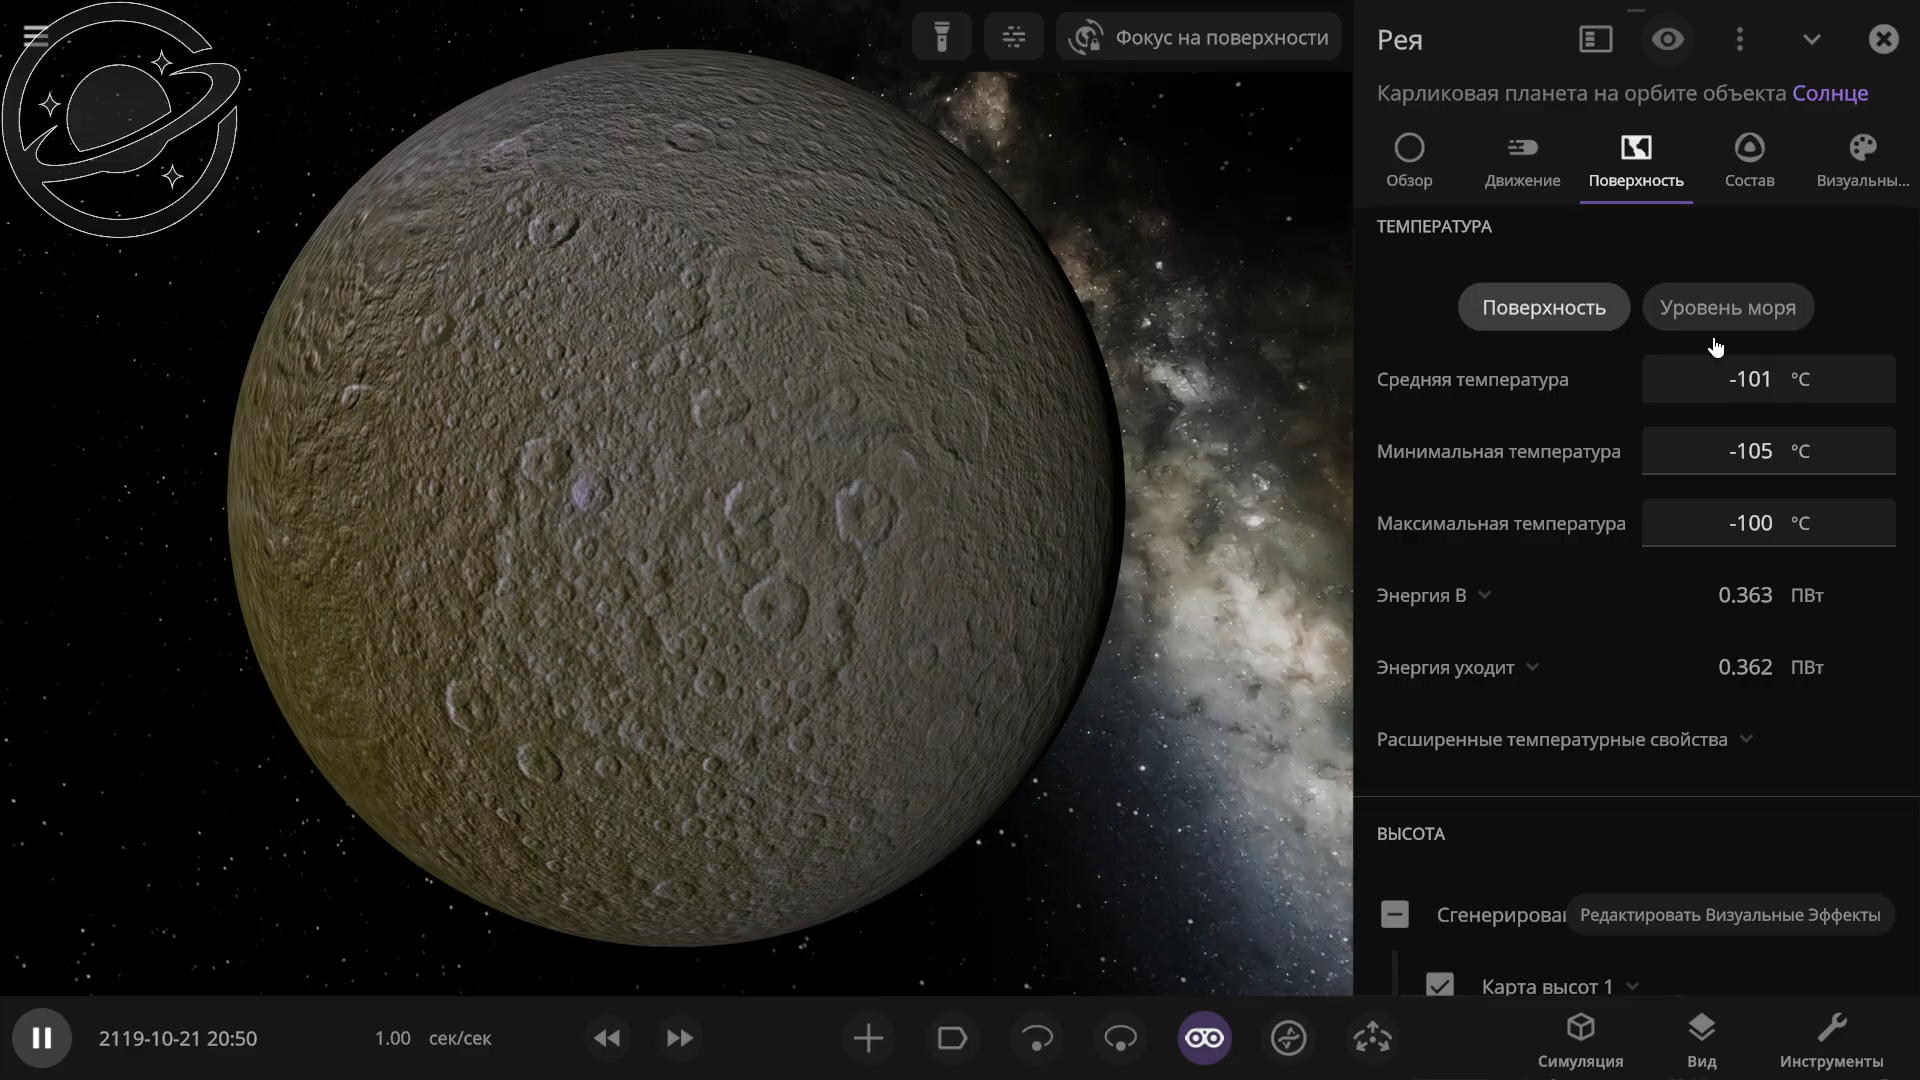 Фокус на поверхности
Рея
Карликовая планета на орбите объекта Солнце
Обзор
Движение
Поверхность
Состав
Визуальны...
ТЕМПЕРАТУРА
Поверхность
Уровень моря
Средняя температура
-101 °C
Минимальная температура
-105 °C
Максимальная температура
-100 °C
Энергия В
0.363 ПВт
Энергия уходит
0.362 ПВт
Расширенные температурные свойства
ВЫСОТА
Сгенерирова
Редактировать Визуальные Эффекты
Карта высот 1
2119-10-21 20:50
1.00 сек/сек
Симуляция
Вид
Инструменты